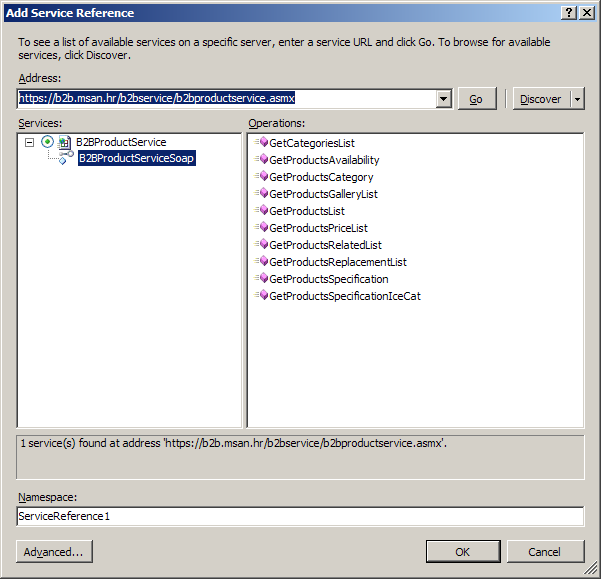 Add Service Reference
To see a list of available services on a specific server, enter a service URL and click Go. To browse for available
services, click Discover.
Address:
https://b2b.msan.hr/b2bservice/b2bproductservice.asmx
Go
Discover
Services:
Operations:
B2BProductService
B2BProductServiceSoap
GetCategoriesList
GetProductsAvailability
GetProductsCategory
GetProductsGalleryList
GetProductsList
GetProductsPriceList
GetProductsRelatedList
GetProductsReplacementList
GetProductsSpecification
GetProductsSpecificationIceCat
1 service(s) found at address 'https://b2b.msan.hr/b2bservice/b2bproductservice.asmx'.
Namespace:
ServiceReference1
Advanced...
OK
Cancel